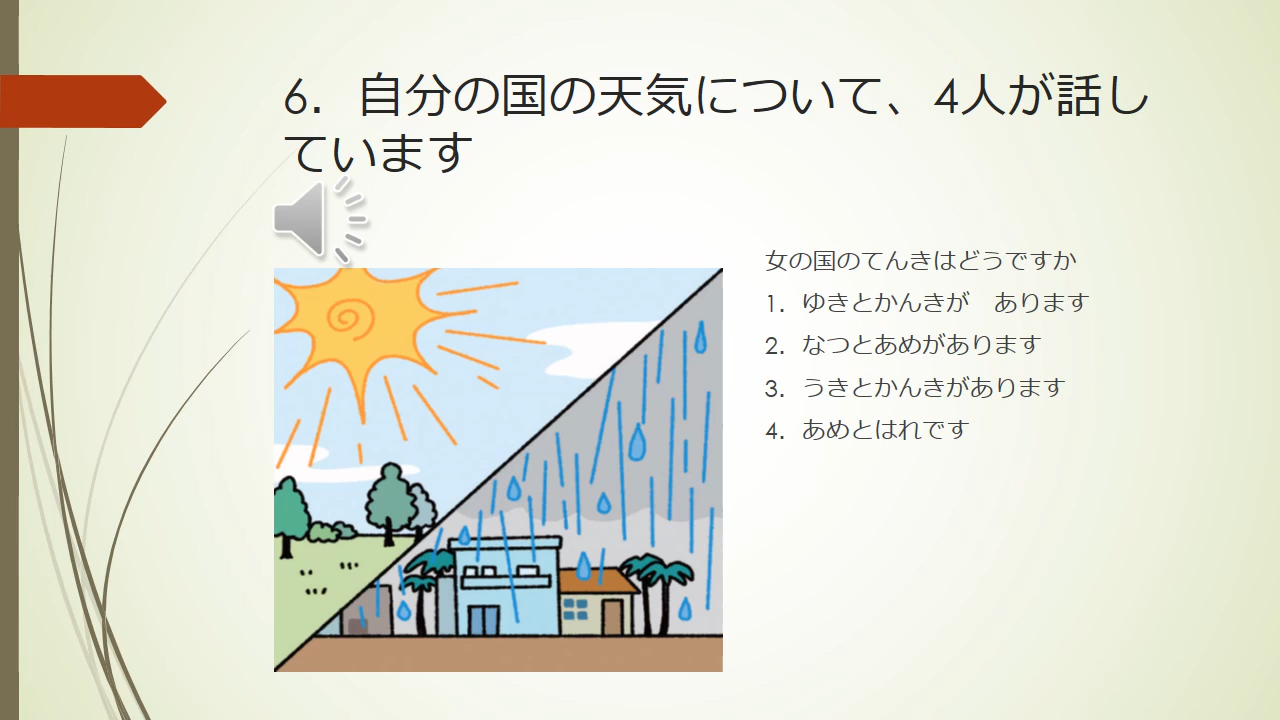 6．自分の国の天気について、4人が話し
ています
女の国のてんきはどうですか
1．ゆきとかんきが　あります
2．なつとあめがあります
3．うきとかんきがあります
4．あめとはれです